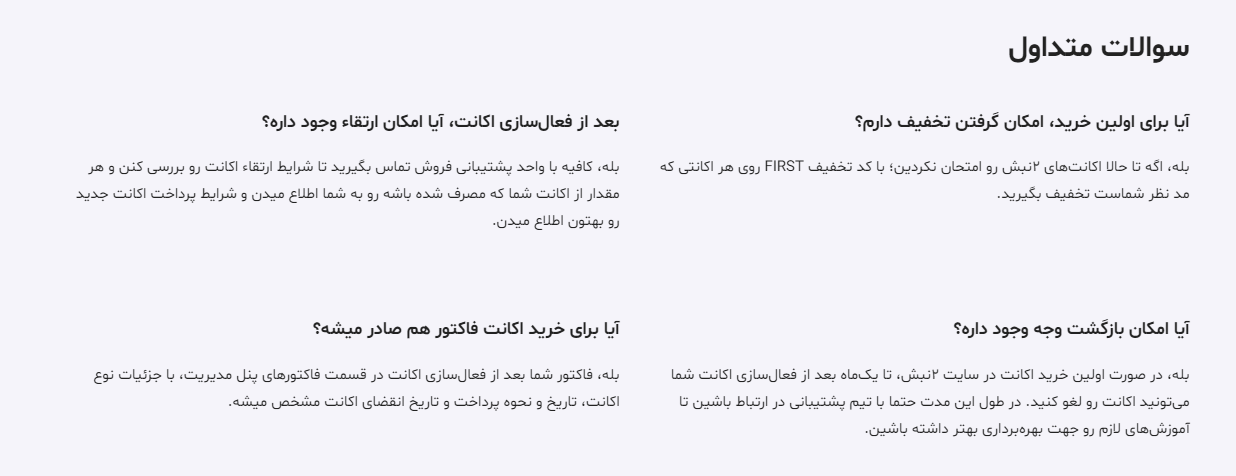 سوالات متداول
آیا برای اولین خرید، امکان گرفتن تخفیف دارم؟
بله، اگه تا حالا اکانت‌های ۲نبش رو امتحان نکردین؛ با کد تخفیف FIRST روی هر اکانتی که
مد نظر شماست تخفیف بگیرید.
بعد از فعال‌سازی اکانت، آیا امکان ارتقاء وجود داره؟
بله، کافیه با واحد پشتیبانی فروش تماس بگیرید تا شرایط ارتقاء اکانت رو بررسی کنن و هر
مقدار از اکانت شما که مصرف شده باشه رو به شما اطلاع میدن و شرایط پرداخت اکانت جدید
رو بهتون اطلاع میدن.
آیا امکان بازگشت وجه وجود داره؟
بله، در صورت اولین خرید اکانت در سایت ۲نبش، تا یک‌ماه بعد از فعال‌سازی اکانت شما
می‌تونید اکانت رو لغو کنید. در طول این مدت حتما با تیم پشتیبانی در ارتباط باشین تا
آموزش‌های لازم رو جهت بهره‌برداری بهتر داشته باشین.
آیا برای خرید اکانت فاکتور هم صادر میشه؟
بله، فاکتور شما بعد از فعال‌سازی اکانت در قسمت فاکتورهای پنل مدیریت، با جزئیات نوع
اکانت، تاریخ و نحوه پرداخت و تاریخ انقضای اکانت مشخص میشه.